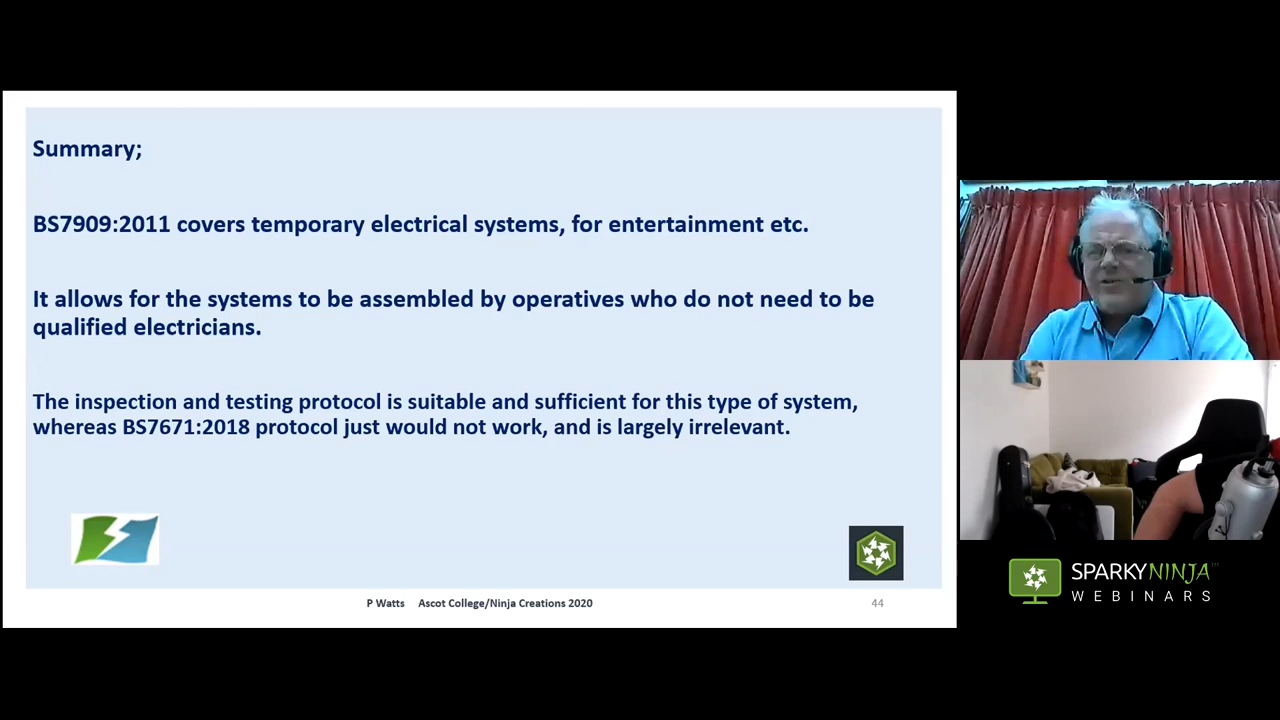 Summary;
BS7909:2011 covers temporary electrical systems, for entertainment etc.
It allows for the systems to be assembled by operatives who do not need to be
qualified electricians.
The inspection and testing protocol is suitable and sufficient for this type of system,
whereas BS7671:2018 protocol just would not work, and is largely irrelevant.
P Watts Ascot College/Ninja Creations 2020
44
SPARKYNINJA™
WEBINARS